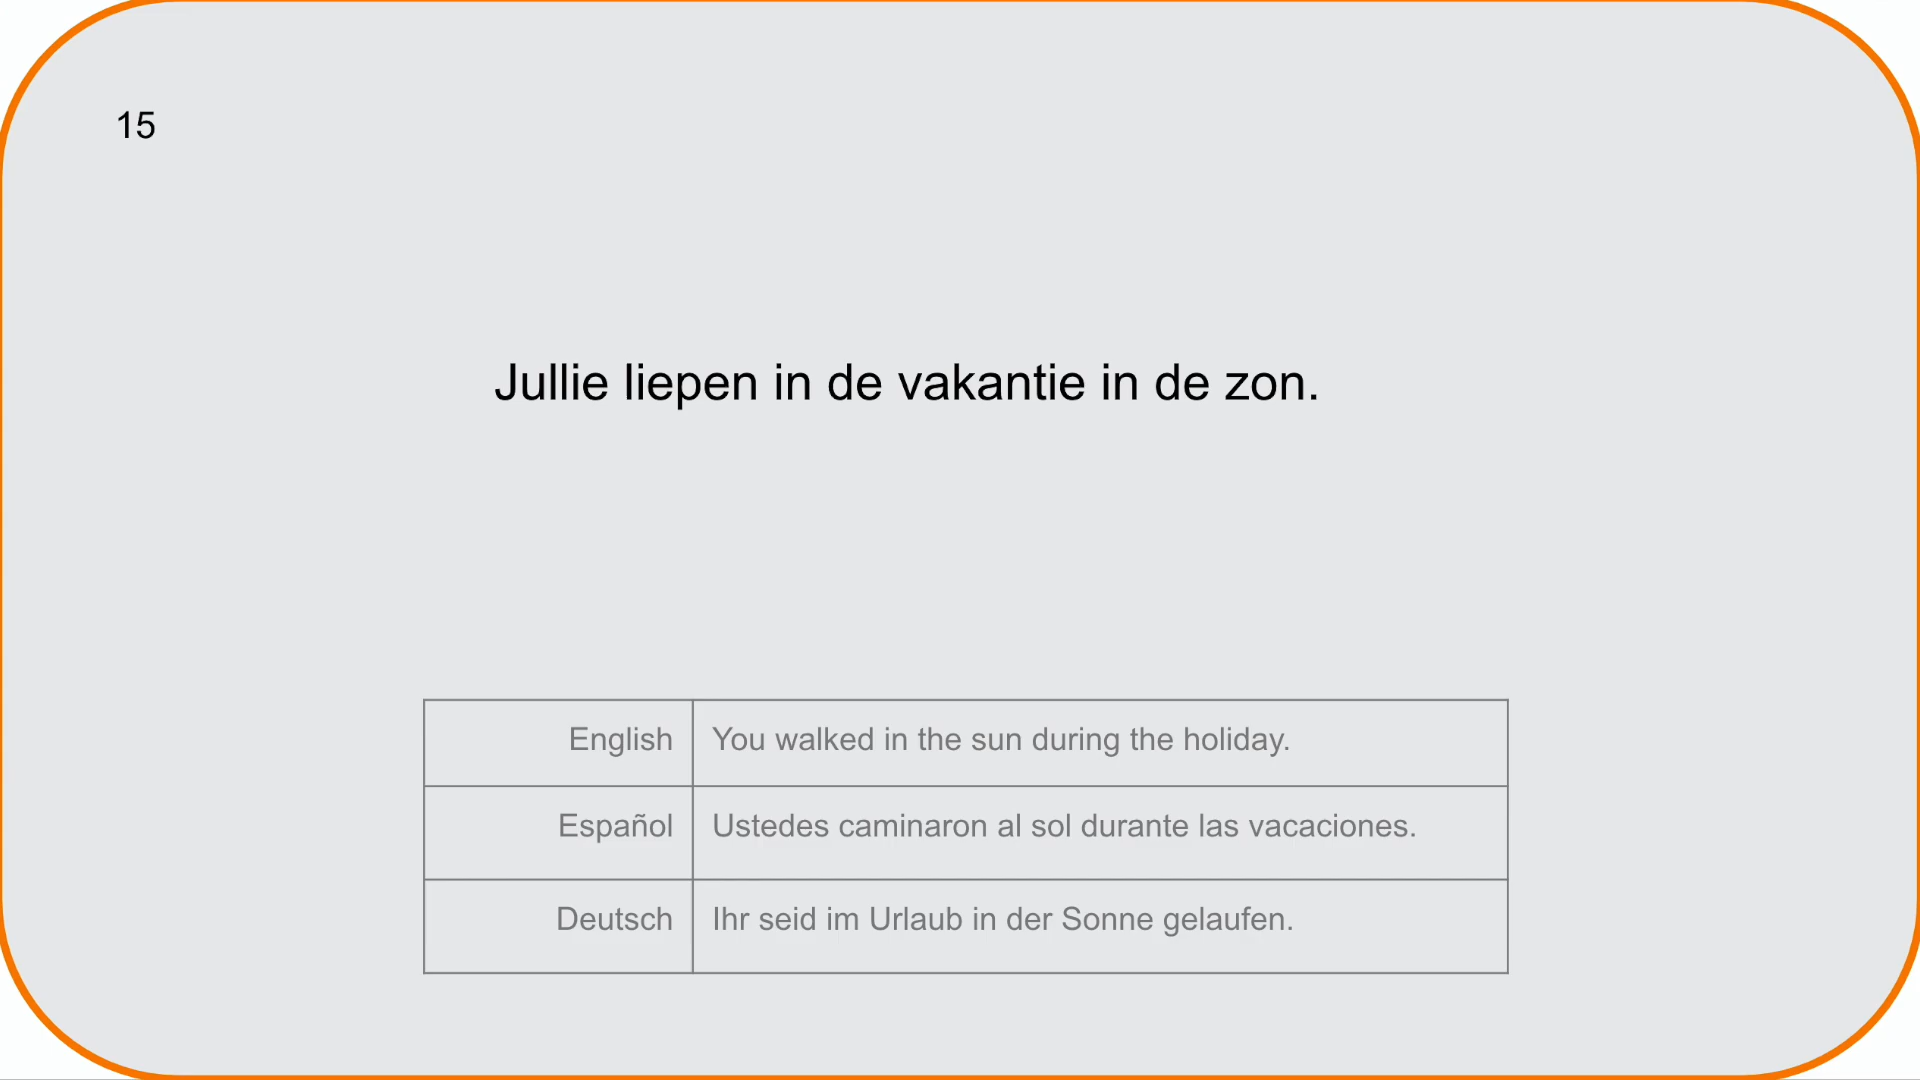 15
Jullie liepen in de vakantie in de zon.
English You walked in the sun during the holiday.
Español Ustedes caminaron al sol durante las vacaciones.
Deutsch Ihr seid im Urlaub in der Sonne gelaufen.